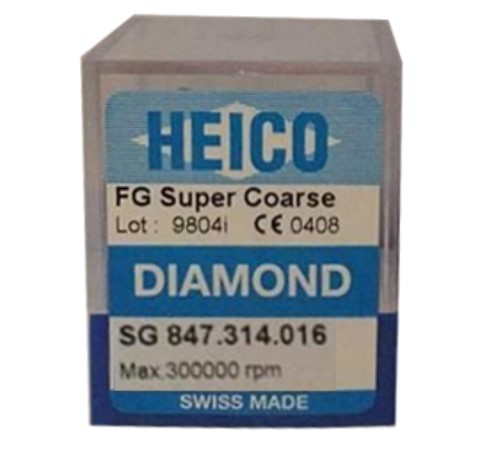 HEICO
FG Super Coarse
Lot : 9804i CE 0408
DIAMOND
SG 847.314.016
Max.300000 rpm
SWISS MADE